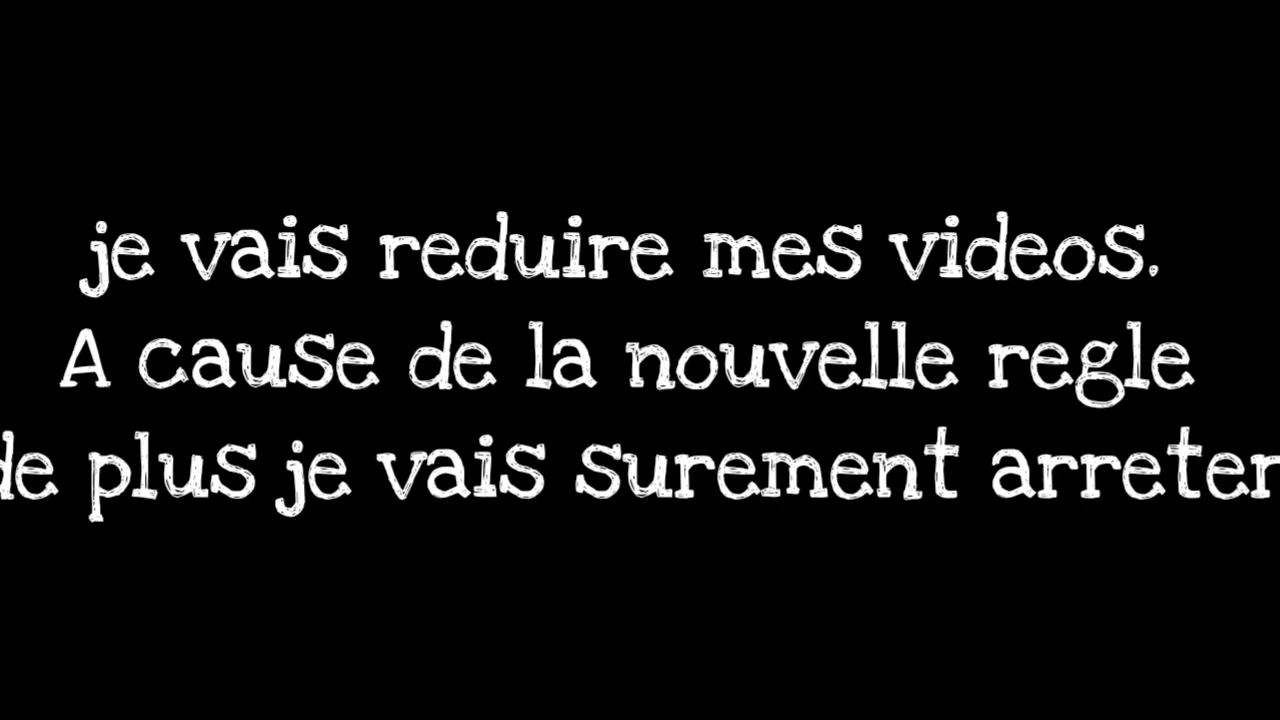 je vais reduire mes videos.
A cause de la nouvelle regle
de plus je vais surement arreter